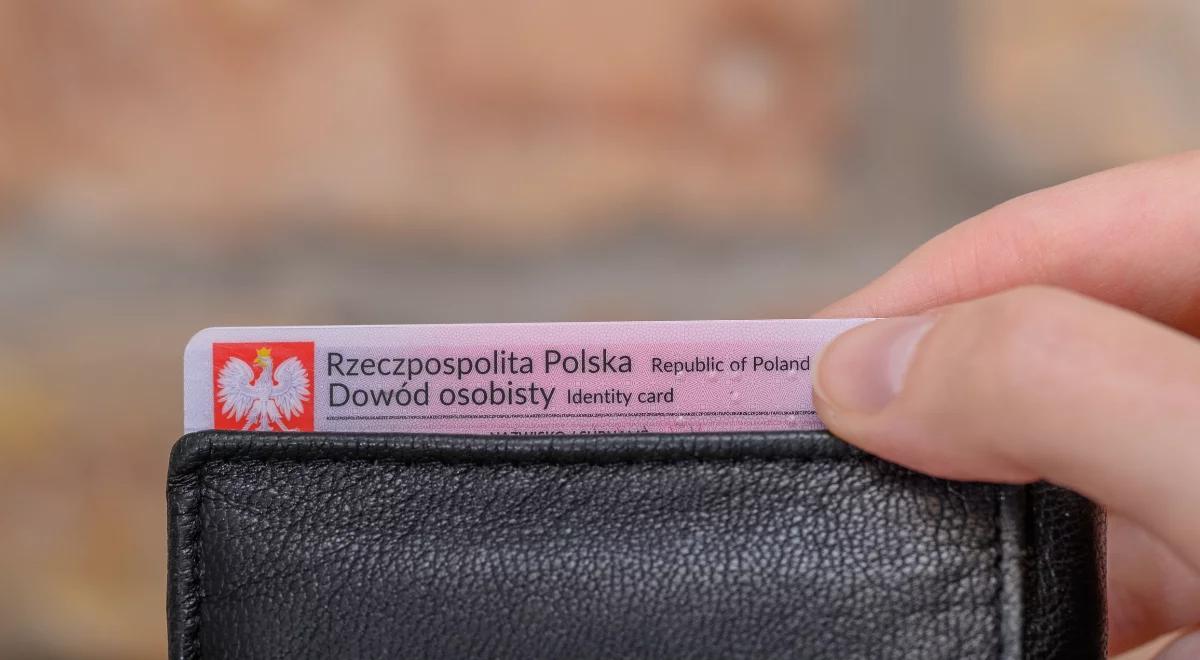 Rzeczpospolita Polska Republic of Poland
Dowód osobisty Identity card